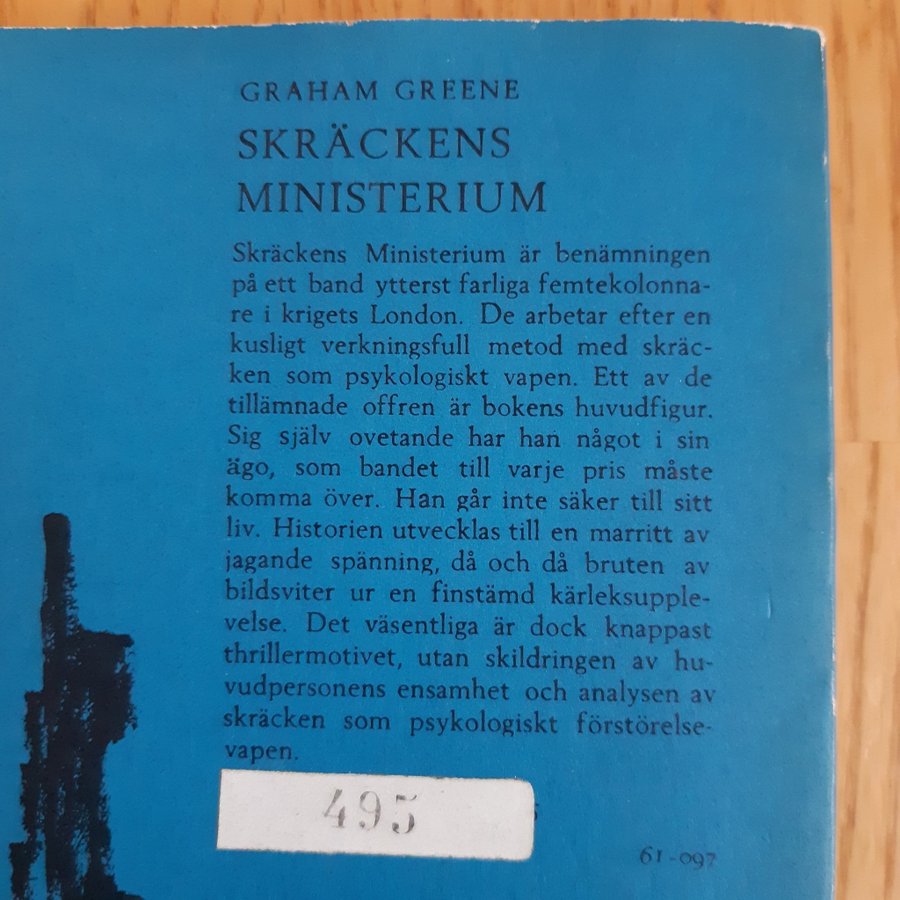 GRAHAM GREENE
SKRÄCKENS
MINISTERIUM
Skräckens Ministerium är benämningen
på ett band ytterst farliga femtekolonna-
re i krigets London. De arbetar efter en
kusligt verkningsfull metod med skräc-
ken som psykologiskt vapen. Ett av de
tillämnade offren är bokens huvudfigur.
Sig själv ovetande har han något i sin
ägo, som bandet till varje pris måste
komma över. Han går inte säker till sitt
liv. Historien utvecklas till en marritt av
jagande spänning, då och då bruten av
bildsviter ur en finstämd kärleksupple-
velse. Det väsentliga är dock knappast
thrillermotivet, utan skildringen av hu-
vudpersonens ensamhet och analysen av
skräcken som psykologiskt förstörelse-
vapen.
495
61-097